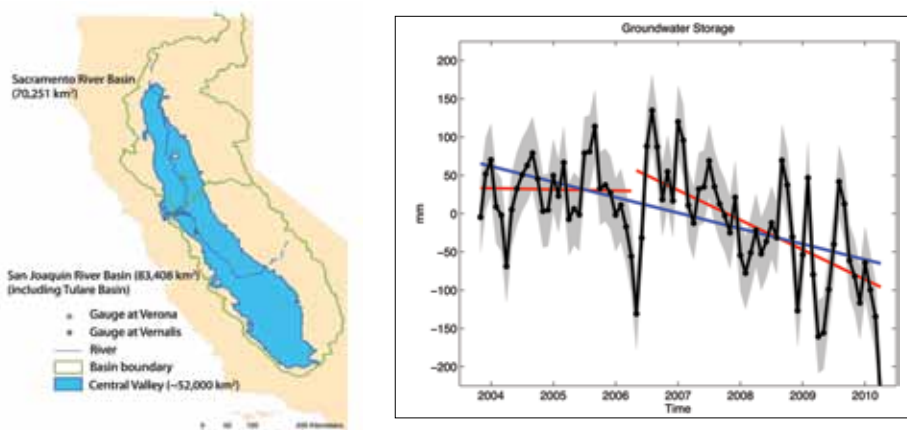 Sacramento River Basin
(70,251 km²)
San Joaquin River Basin (83,408 km²)
(including Tulare Basin)
Gauge at Verona
Gauge at Vernalis
River
Basin boundary
Central Valley (~52,000 km²)
Groundwater Storage
200
150
100
50
0
−50
−100
−150
−200
mm
2004 2005 2006 2007 2008 2009 2010
Time